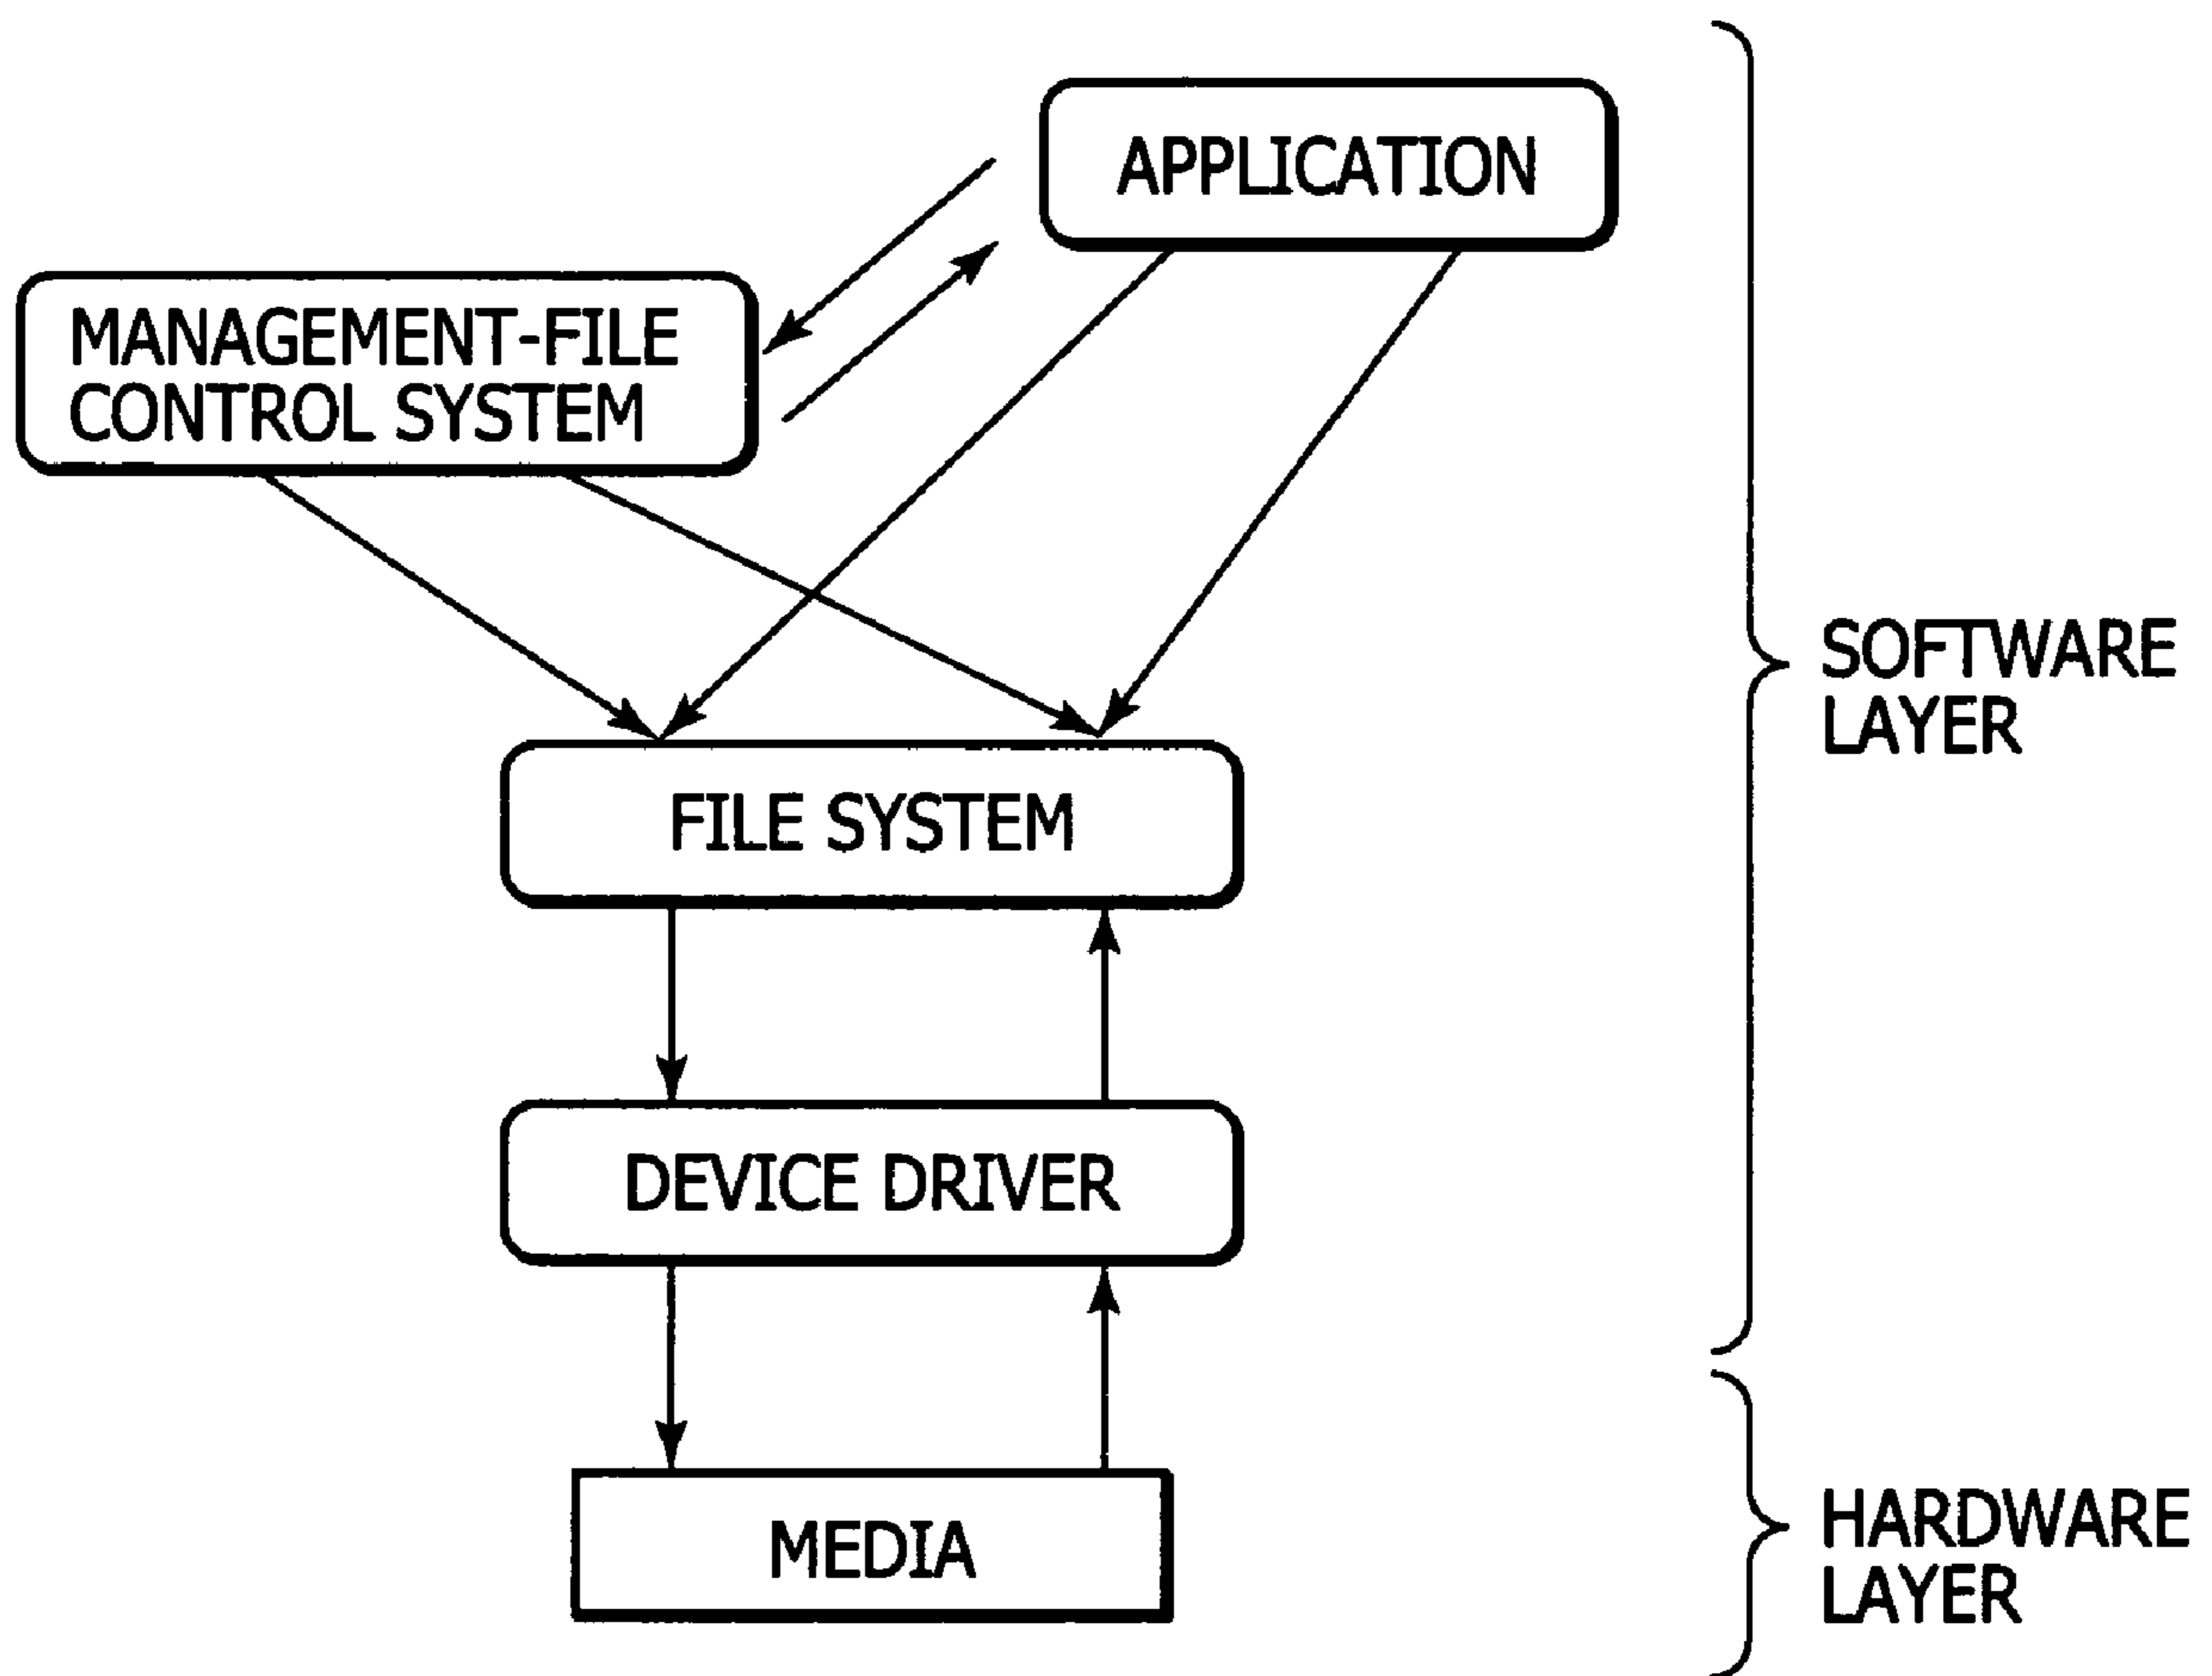 APPLICATION
MANAGEMENT-FILE
CONTROL SYSTEM
SOFTWARE
LAYER
FILE SYSTEM
DEVICE DRIVER
MEDIA
HARDWARE
LAYER